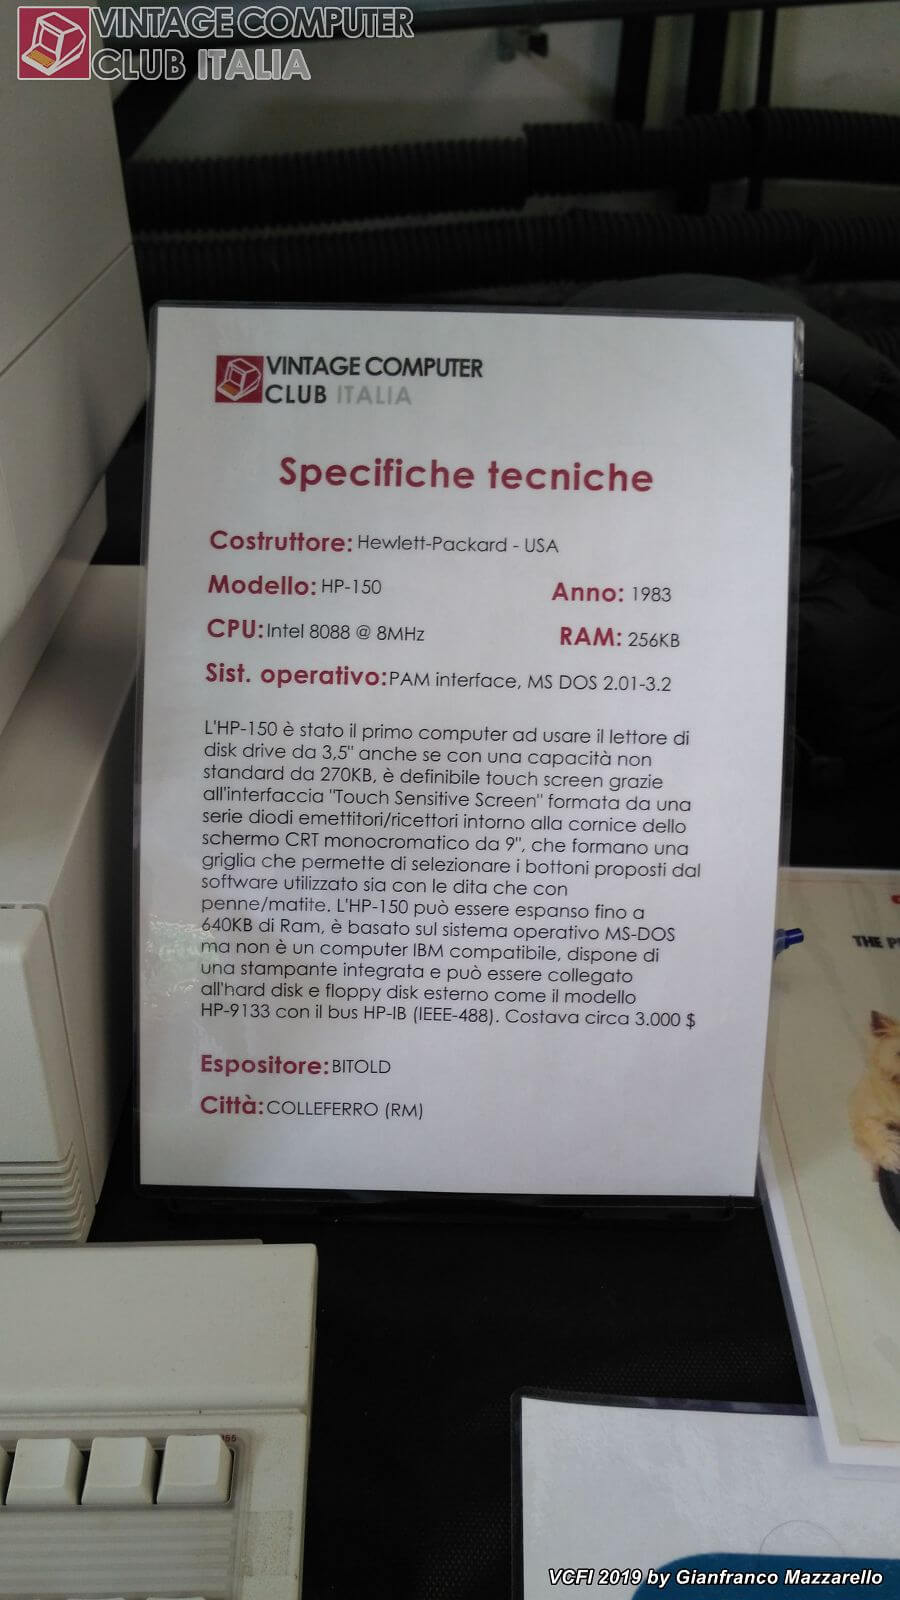 VINTAGE COMPUTER
CLUB ITALIA
VINTAGE COMPUTER
CLUB ITALIA
Specifiche tecniche
Costruttore: Hewlett-Packard - USA
Modello: HP-150 Anno: 1983
CPU: Intel 8088 @ 8MHz RAM: 256KB
Sist. operativo: PAM interface, MS DOS 2.01-3.2
L'HP-150 è stato il primo computer ad usare il lettore di
disk drive da 3,5" anche se con una capacità non
standard da 270KB, è definibile touch screen grazie
all'interfaccia "Touch Sensitive Screen" formata da una
serie diodi emettitori/ricettori intorno alla cornice dello
schermo CRT monocromatico da 9", che formano una
griglia che permette di selezionare i bottoni proposti dal
software utilizzato sia con le dita che con
penne/matite. L'HP-150 può essere espanso fino a
640KB di Ram, è basato sul sistema operativo MS-DOS
ma non è un computer IBM compatibile, dispone di
una stampante integrata e può essere collegato
all'hard disk e floppy disk esterno come il modello
HP-9133 con il bus HP-IB (IEEE-488). Costava circa 3.000 $
Espositore: BITOLD
Città: COLLEFERRO (RM)
THE
VCFI 2019 by Gianfranco Mazzarello